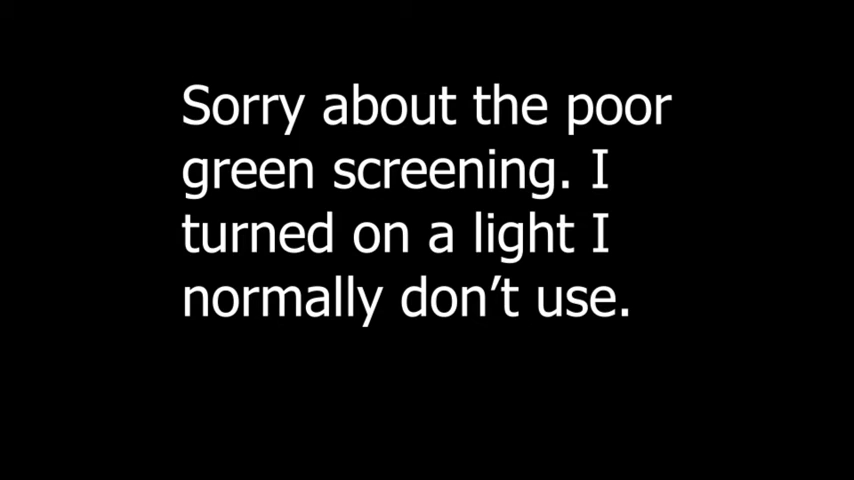 Sorry about the poor
green screening. I
turned on a light I
normally don’t use.